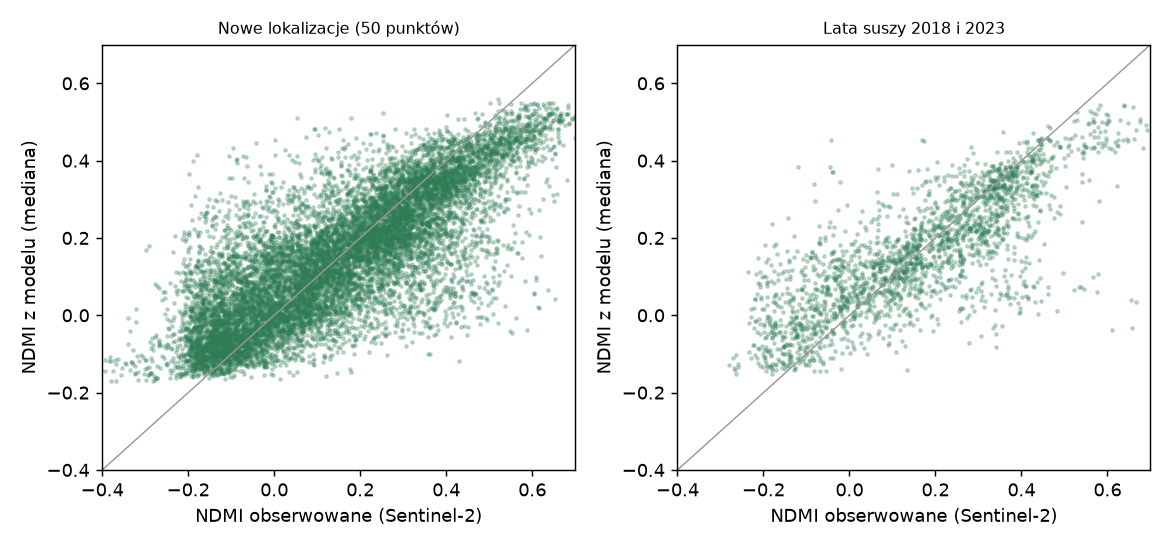 Nowe lokalizacje (50 punktów)
NDMI z modelu (mediana)
0.6
0.4
0.2
0.0
−0.2
−0.4
−0.4 −0.2 0.0 0.2 0.4 0.6
NDMI obserwowane (Sentinel-2)
Lata suszy 2018 i 2023
NDMI z modelu (mediana)
0.6
0.4
0.2
0.0
−0.2
−0.4
−0.4 −0.2 0.0 0.2 0.4 0.6
NDMI obserwowane (Sentinel-2)